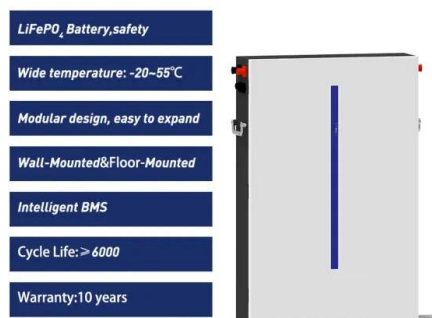 LiFePO₄ Battery,safety
Wide temperature: -20~55℃
Modular design, easy to expand
Wall-Mounted&Floor-Mounted
Intelligent BMS
Cycle Life:≥6000
Warranty:10 years